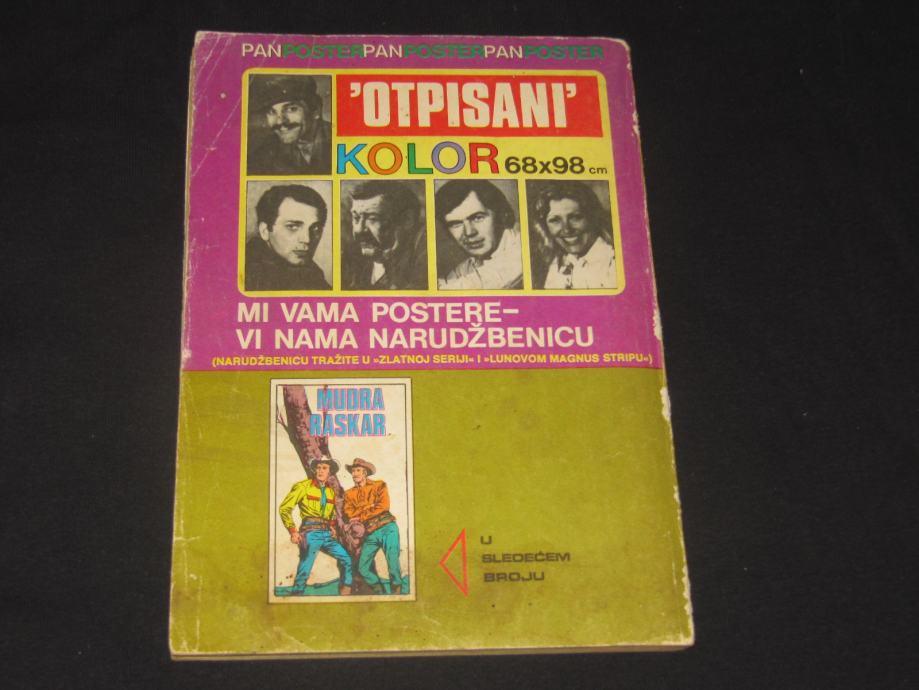 PANPOSTERPANPOSTERPANPOSTER
'OTPISANI'
KOLOR 68x98 cm
MI VAMA POSTERE–
VI NAMA NARUDŽBENICU
(NARUDŽBENICU TRAŽITE U »ZLATNOJ SERIJI« I »LUNOVOM MAGNUS STRIPU«)
MUDRA
RASKAR
U
SLEDEĆEM
BROJU